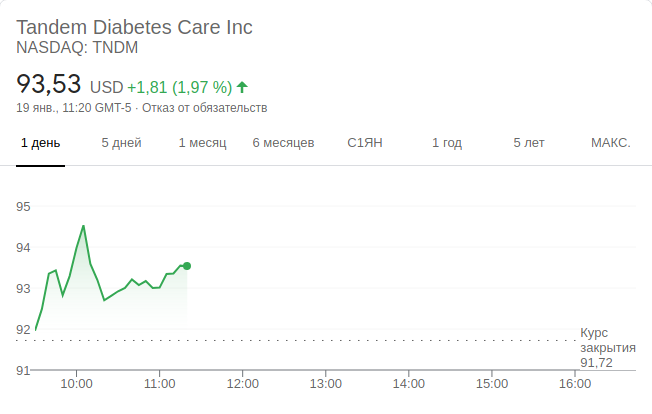 Tandem Diabetes Care Inc
NASDAQ: TNDM
93,53 USD +1,81 (1,97 %)
19 янв., 11:20 GMT-5 · Отказ от обязательств
1 день 5 дней 1 месяц 6 месяцев С1ЯН 1 год 5 лет МАКС.
95
94
93
92
91
Курс
закрытия
91,72
10:00 11:00 12:00 13:00 14:00 15:00 16:00